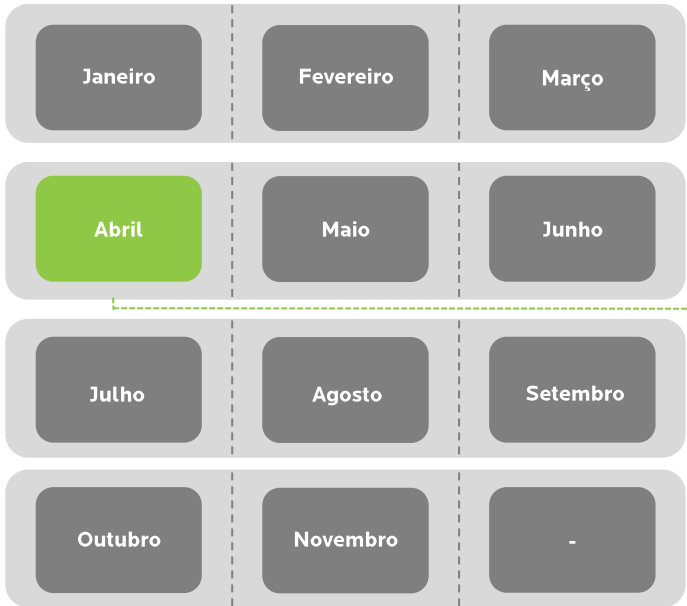 Janeiro
Fevereiro
Março
Abril
Maio
Junho
Julho
Agosto
Setembro
Outubro
Novembro
-